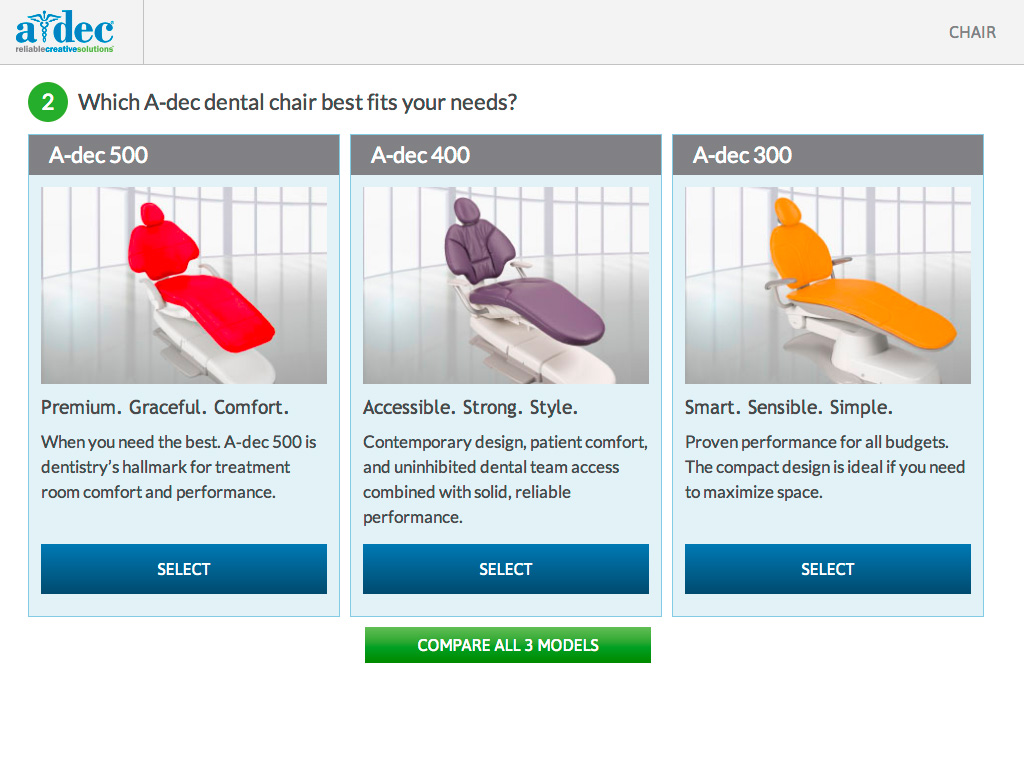 a dec
reliablecreativesolutions
CHAIR
2 Which A-dec dental chair best fits your needs?
A-dec 500
Premium. Graceful. Comfort.
When you need the best. A-dec 500 is
dentistry’s hallmark for treatment
room comfort and performance.
SELECT
A-dec 400
Accessible. Strong. Style.
Contemporary design, patient comfort,
and uninhibited dental team access
combined with solid, reliable
performance.
SELECT
A-dec 300
Smart. Sensible. Simple.
Proven performance for all budgets.
The compact design is ideal if you need
to maximize space.
SELECT
COMPARE ALL 3 MODELS